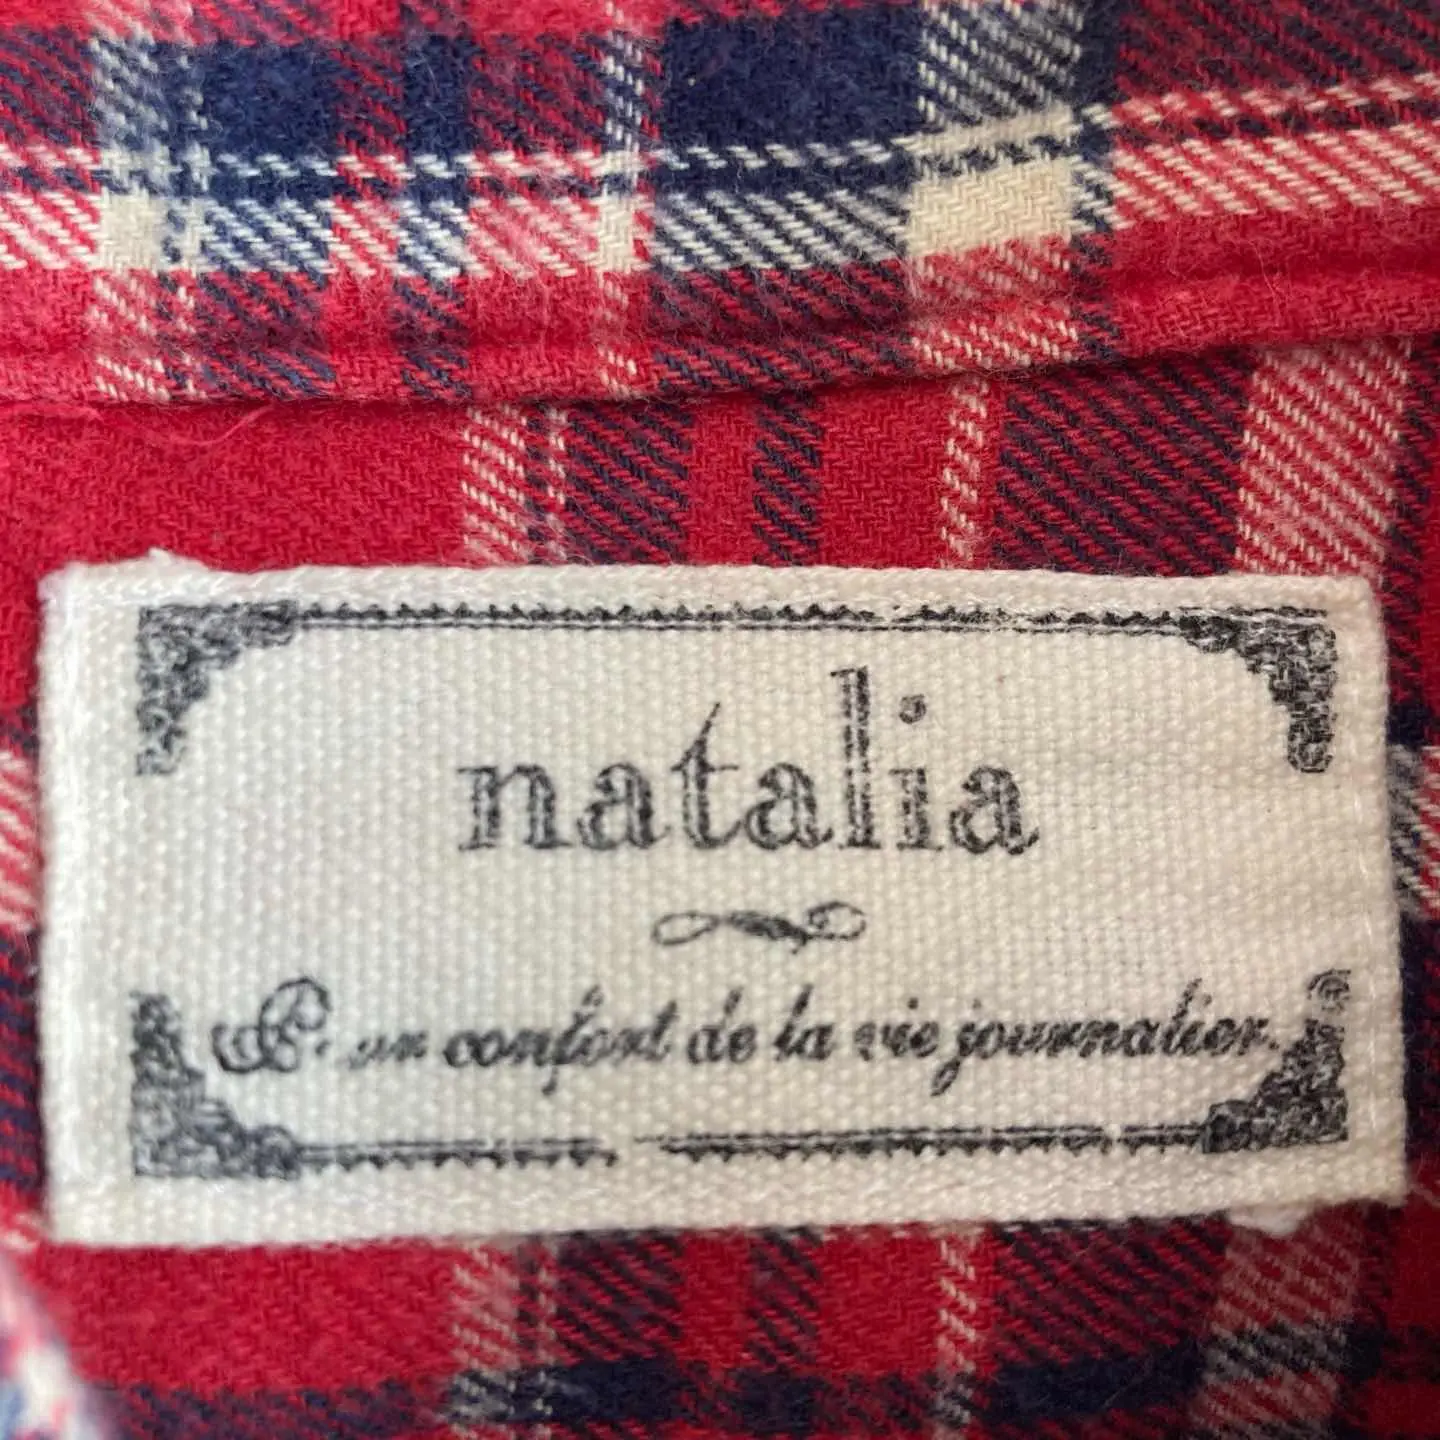 natalia
un confort de la vie journalier.